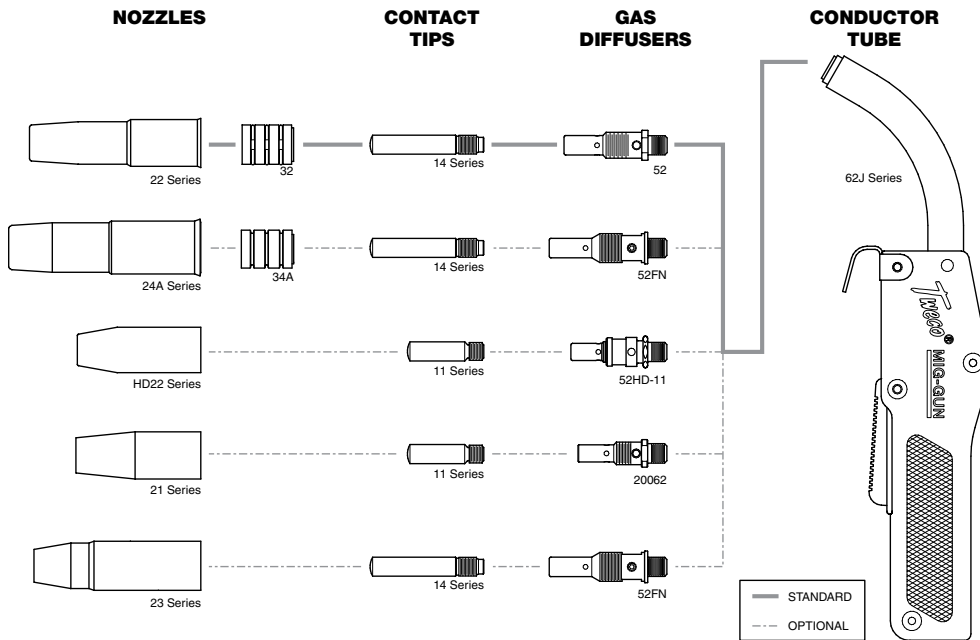 NOZZLES
CONTACT
TIPS
GAS
DIFFUSERS
CONDUCTOR
TUBE
22 Series
32
14 Series
52
62J Series
24A Series
34A
14 Series
52FN
HD22 Series
11 Series
52HD-11
21 Series
11 Series
20062
23 Series
14 Series
52FN
Tweco®
MIG-GUN
STANDARD
OPTIONAL